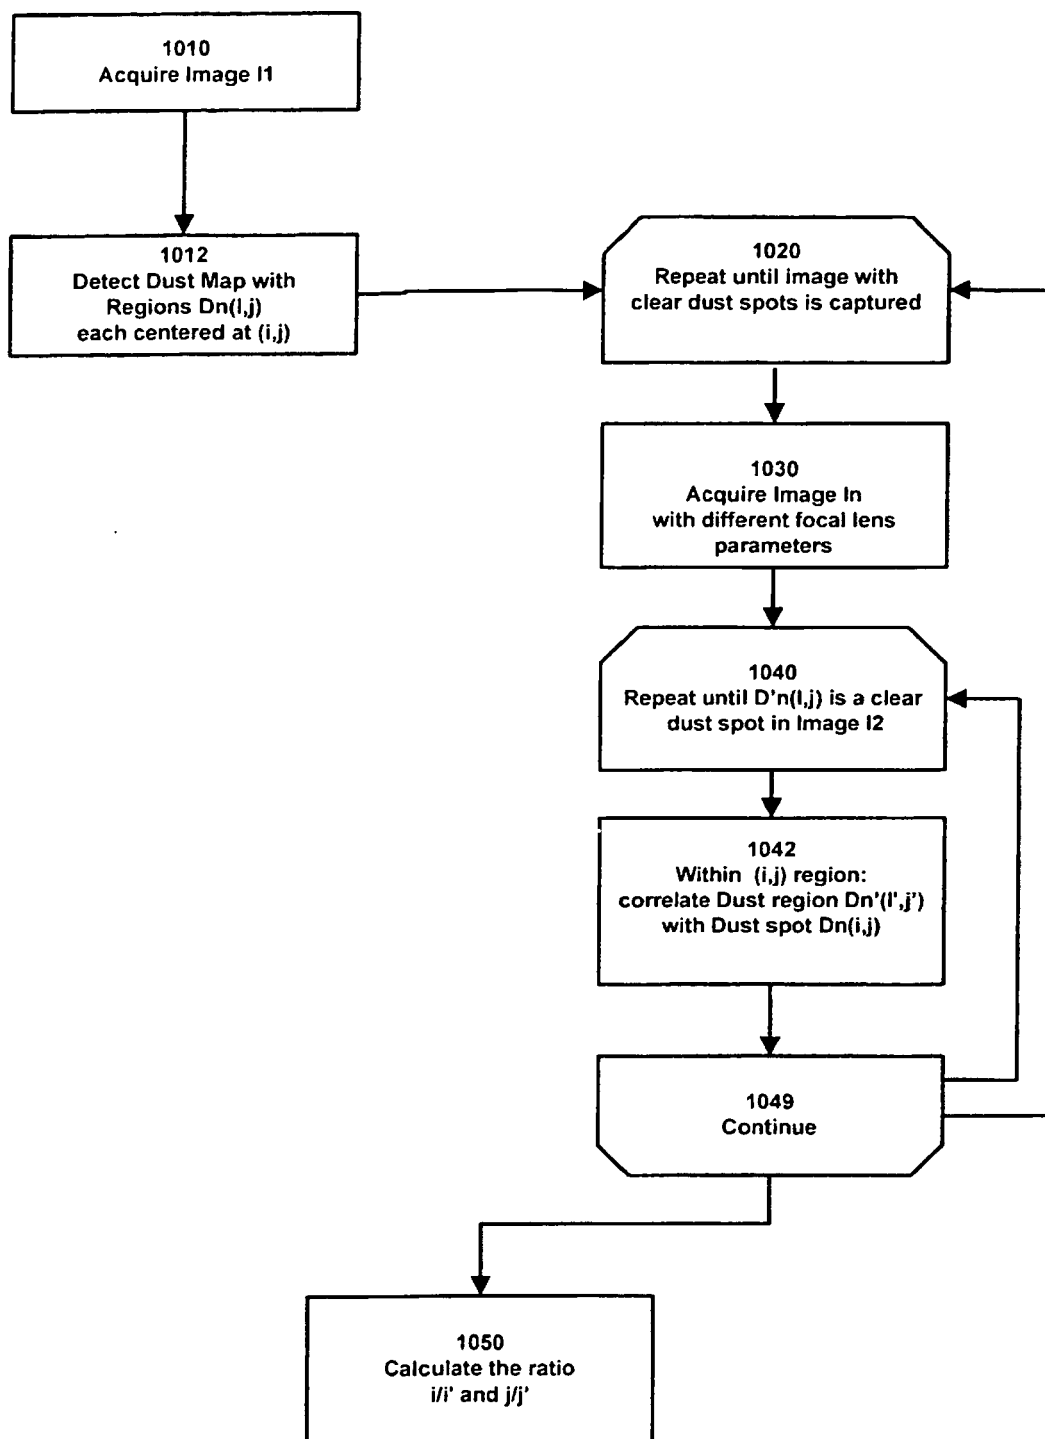 1010
Acquire Image I1
1012
Detect Dust Map with
Regions Dn(I,j)
each centered at (i,j)
1020
Repeat until image with
clear dust spots is captured
1030
Acquire Image In
with different focal lens
parameters
1040
Repeat until D'n(I,j) is a clear
dust spot in Image I2
1042
Within (i,j) region:
correlate Dust region Dn'(I',j')
with Dust spot Dn(i,j)
1049
Continue
1050
Calculate the ratio
i/i' and j/j'